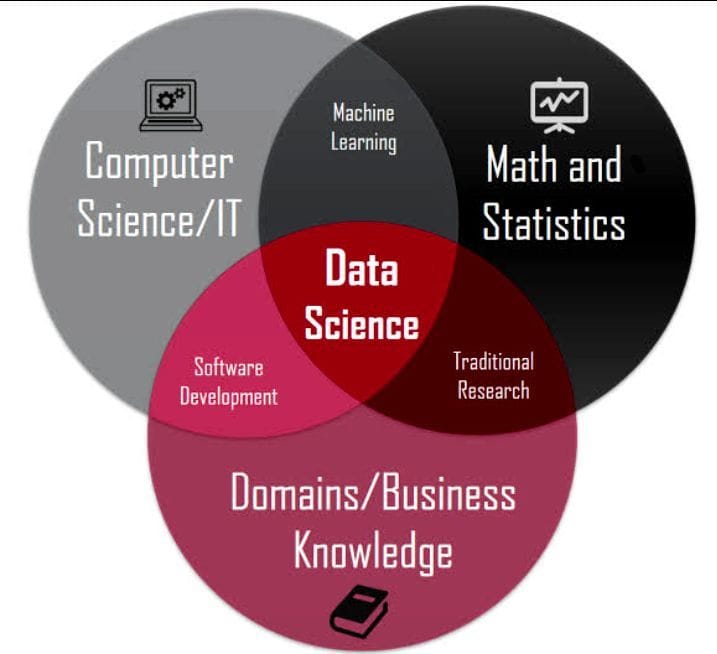 Machine
Learning
Computer
Science/IT
Math and
Statistics
Data
Science
Software
Development
Traditional
Research
Domains/Business
Knowledge